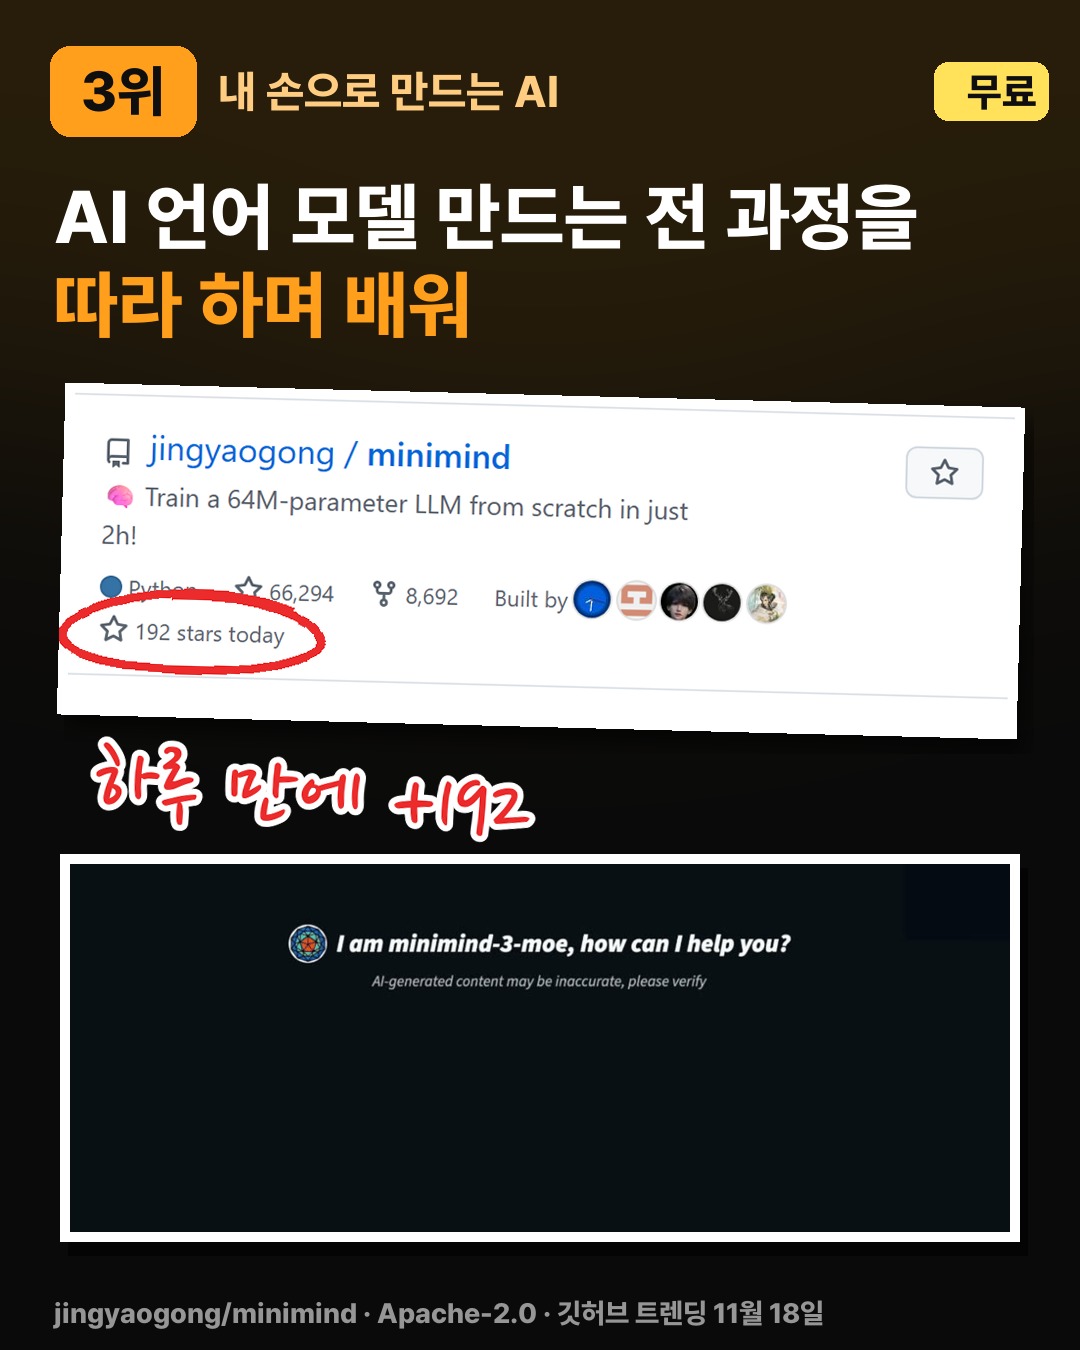 3위
내 손으로 만드는 AI
무료
AI 언어 모델 만드는 전 과정을
따라 하며 배워
jingyaogong / minimind
Train a 64M-parameter LLM from scratch in just
2h!
Python
66,294
8,692
Built by
192 stars today
하루 만에 +192
I am minimind-3-moe, how can I help you?
AI-generated content may be inaccurate, please verify
jingyaogong/minimind · Apache-2.0 · 깃허브 트렌딩 11월 18일